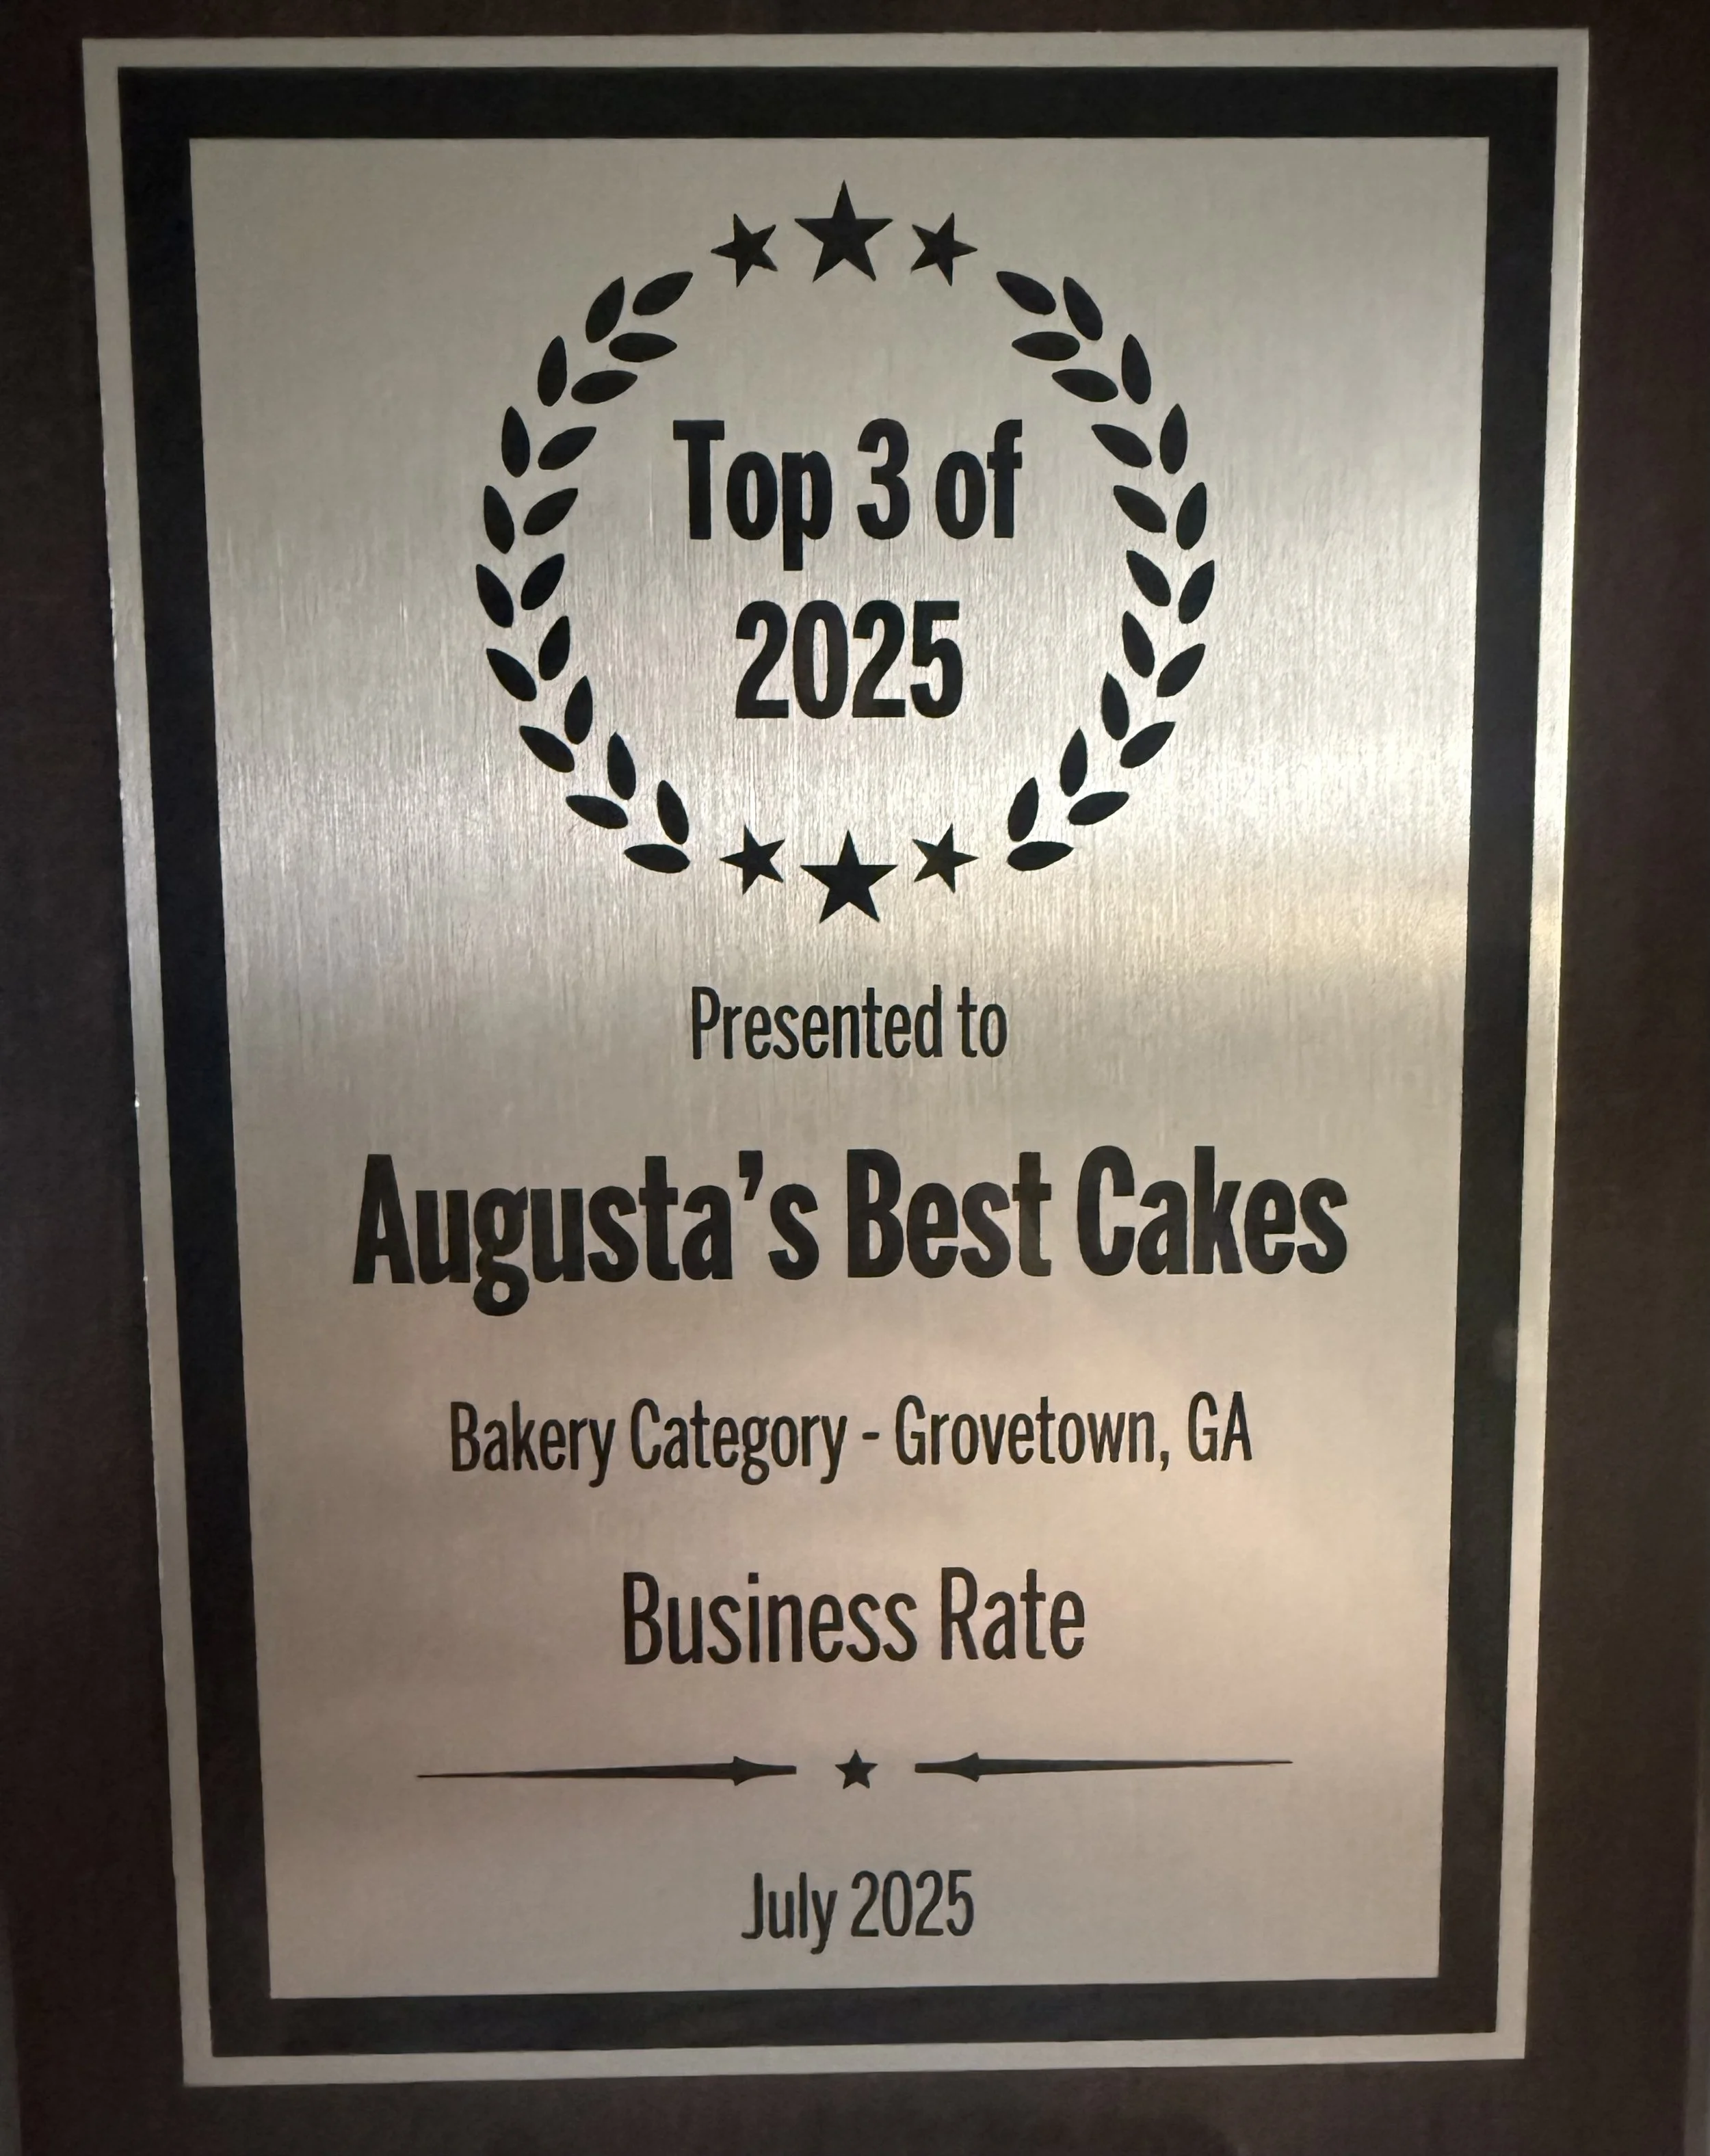 Top 3 of
2025
Presented to
Augusta’s Best Cakes
Bakery Category - Grovetown, GA
Business Rate
July 2025